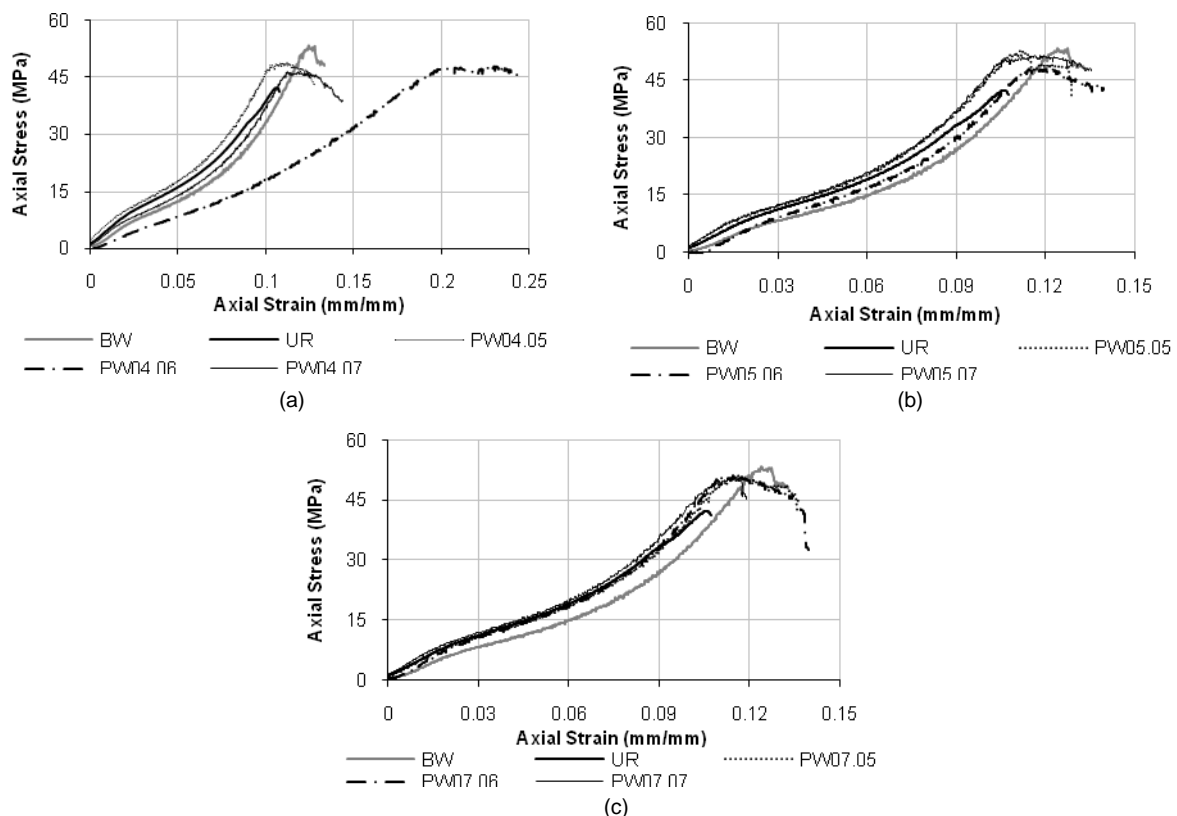 60
45
30
15
0
Axial Stress (MPa)
0 0.05 0.1 0.15 0.2 0.25
Axial Strain (mm/mm)
BW UR PW04.05
PW04.06 PW04.07
(a)
60
45
30
15
0
Axial Stress (MPa)
0 0.03 0.06 0.09 0.12 0.15
Axial Strain (mm/mm)
BW UR PW05.05
PW05.06 PW05.07
(b)
60
45
30
15
0
Axial Stress (MPa)
0 0.03 0.06 0.09 0.12 0.15
Axial Strain (mm/mm)
BW UR PW07.05
PW07.06 PW07.07
(c)